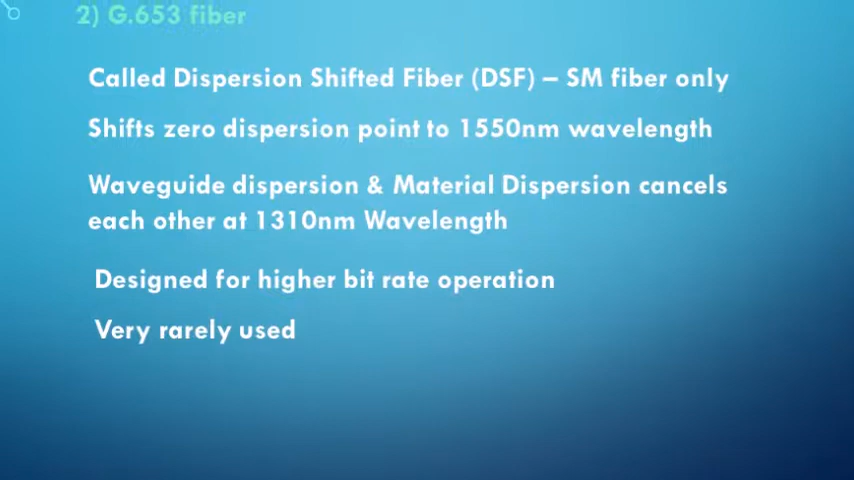 2) G.653 fiber
Called Dispersion Shifted Fiber (DSF) – SM fiber only
Shifts zero dispersion point to 1550nm wavelength
Waveguide dispersion & Material Dispersion cancels
each other at 1310nm Wavelength
Designed for higher bit rate operation
Very rarely used